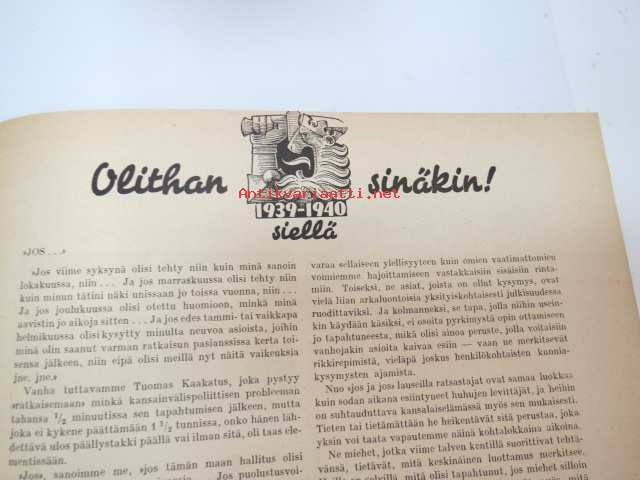 Olithan sinäkin!
Antikvariaatti.net
1939-1940
siellä
»JOS . . .»
»Jos viime syksynä olisi tehty niin kuin minä sanoin
lokakuussa, niin . . . Ja jos marraskuussa olisi tehty niin
kuin minun tätini näki unissaan jo toissa vuonna, niin . . .
Ja jos joulukuussa olisi otettu huomioon, minkä minä
aavistin jo aikoja sitten . . . Ja jos edes tammi- tai vaikkapa
helmikuussa olisi kysytty minulta neuvoa asioista, joihin
minä olin saanut varman ratkaisun pasianssissa kerta toi-
sensa jälkeen, niin eipä olisi meillä nyt näitä vaikeuksia
jne. jne.»
Vanha tuttavamme Tuomas Kaakatus, joka pystyy
»ratkaisemaan» minkä kansainvälispoliittisen probleeman
tahansa 1/2 minuutissa sen tapahtumisen jälkeen, mutta
joka ei kykene päättämään 1 1/2 tunnissa, onko hänen läh-
dettävä ulos päällystakki päällä vai ilman sitä, oli taas ele-
mentissään.
»Jos», sanoimme me, »jos tämän maan hallitus olisi
Jos puolustusvoi-
varaa sellaiseen ylellisyyteen kuin omien vaatimattomien
voimiemme hajoittamiseen vastakkaisiin sisäisiin rinta-
miin. Toiseksi, ne asiat, joista on ollut kysymys, ovat
vielä liian arkaluontoisia yksityiskohtaisesti julkisuudessa
ruodittaviksi. Ja kolmanneksi, se tapa, jolla niihin usein-
kin käydään käsiksi, ei osoita pyrkimystä opin ottamiseen
jo tapahtuneesta, mikä olisi ainoa peruste, jolla voitaisiin
vanhojakin asioita kaivaa esiin — vaan ne merkitsevät
rikkirepimistä, vieläpä joskus henkilökohtaisten kunnia-
kysymysten ajamista.
Nuo »jos ja jos» lauseilla ratsastajat ovat samaa luokkaa
kuin sodan aikana esiintyneet huhujen levittäjät, ja heihin
on suhtauduttava kansalaiselämässä myös sen mukaisesti.
Tieten tai tietämättään he heikentävät sitä perustaa, joka
yksin voi taata vapautemme näinä kohtalokkaina aikoina.
Ne miehet, jotka viime talven kentillä suorittivat tehtä-
vänsä, tietävät, mitä keskinäinen luottamus merkitsee.
selvillä, mitä olisi tapahtunut, jos miehet silloin